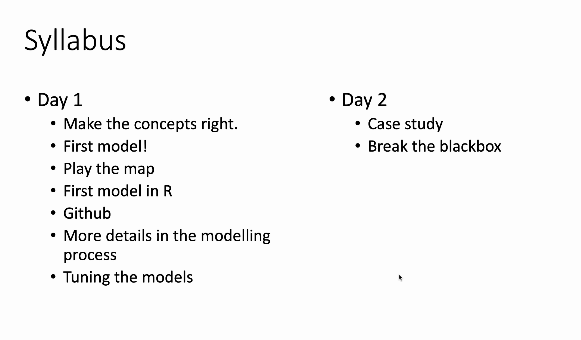 Syllabus
• Day 1
• Make the concepts right.
• First model!
• Play the map
• First model in R
• Github
• More details in the modelling
process
• Tuning the models
• Day 2
• Case study
• Break the blackbox